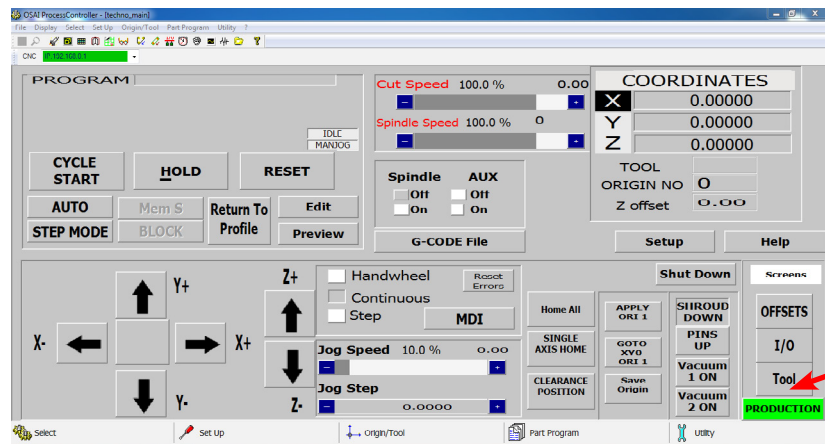 OSAI ProcessController - [techno_main]
File Display Select Set Up Origin/Tool Part Program Utility ?
CNC IP:192.168.0.1
PROGRAM
IDLE
MANJOG
CYCLE START
HOLD
RESET
AUTO
Mem S
Return To Profile
Edit
STEP MODE
BLOCK
Preview
Cut Speed 100.0 % 0.00
- +
Spindle Speed 100.0 % 0
- +
Spindle AUX
Off Off
On On
G-CODE File
COORDINATES
X 0.00000
Y 0.00000
Z 0.00000
TOOL
ORIGIN NO 0
Z offset 0.00
Setup
Help
Y+
X-
X+
Y-
Z+
Z-
Handwheel
Continuous
Step
Reset Errors
MDI
Jog Speed 10.0 % 0.00
- +
Jog Step
- 0.0000 +
Home All
SINGLE AXIS HOME
CLEARANCE POSITION
APPLY ORI 1
GOTO XY0 ORI 1
Save Origin
Shut Down
SHROUD DOWN
PINS UP
Vacuum 1 ON
Vacuum 2 ON
Screens
OFFSETS
I/O
Tool
PRODUCTION
Select
Set Up
Origin/Tool
Part Program
Utility